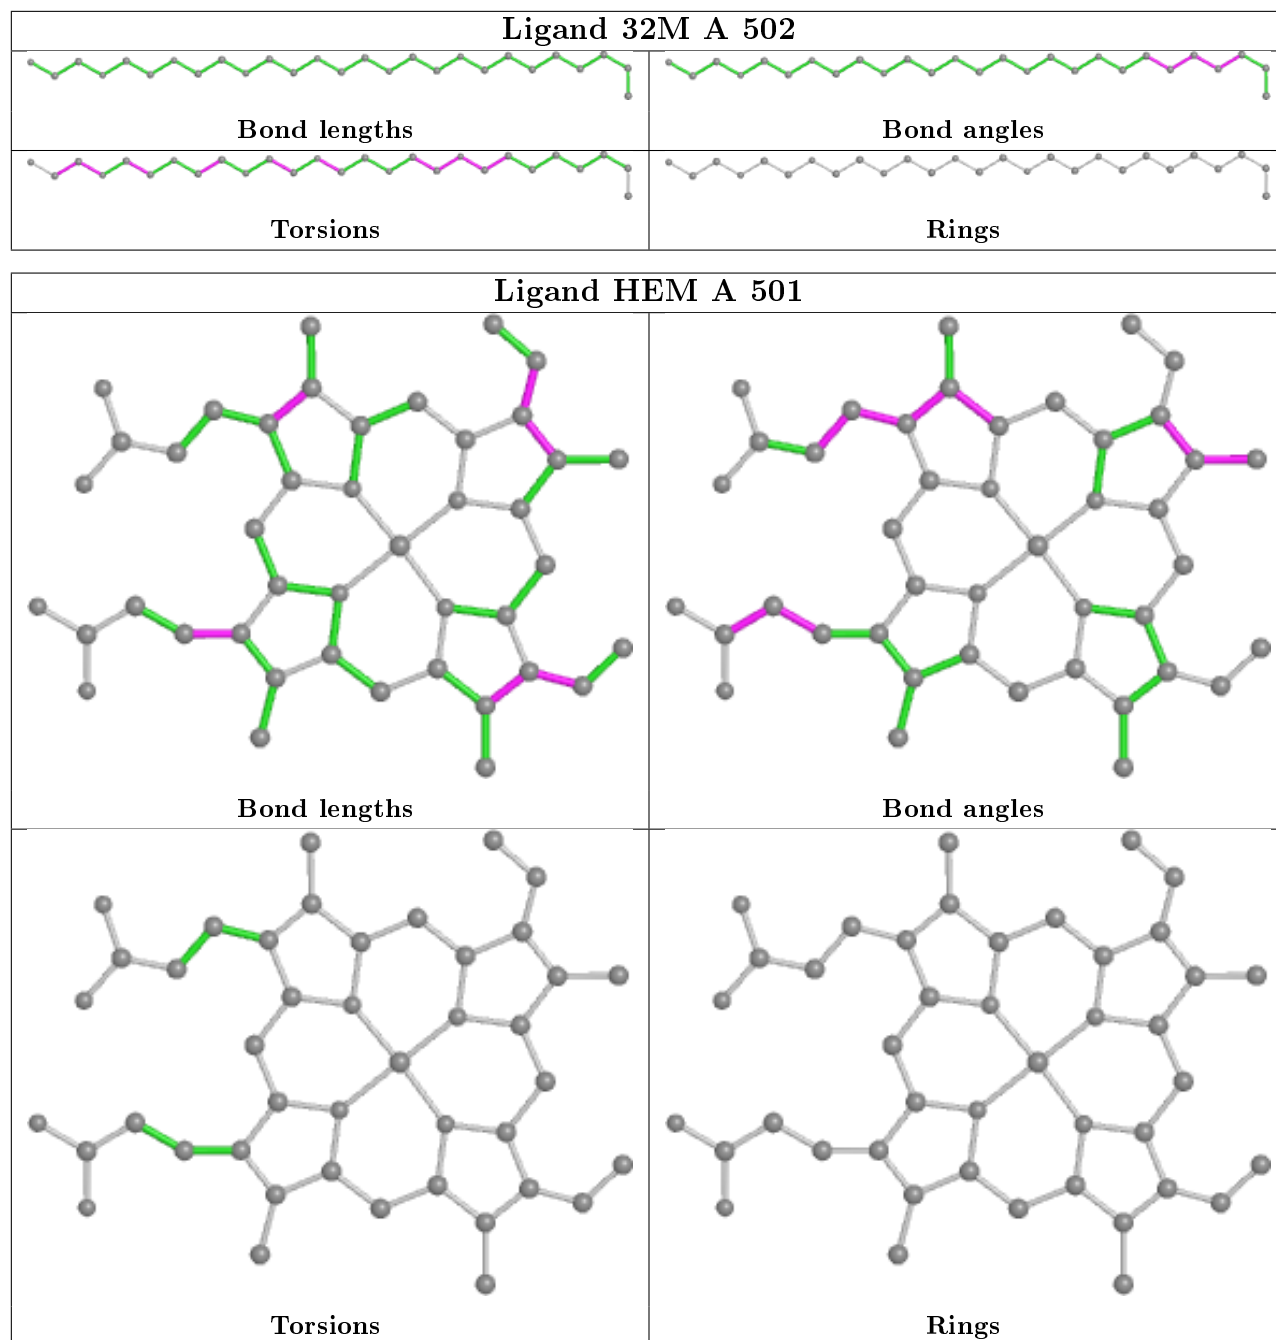 Ligand 32M A 502
Bond lengths
Bond angles
Torsions
Rings
Ligand HEM A 501
Bond lengths
Bond angles
Torsions
Rings